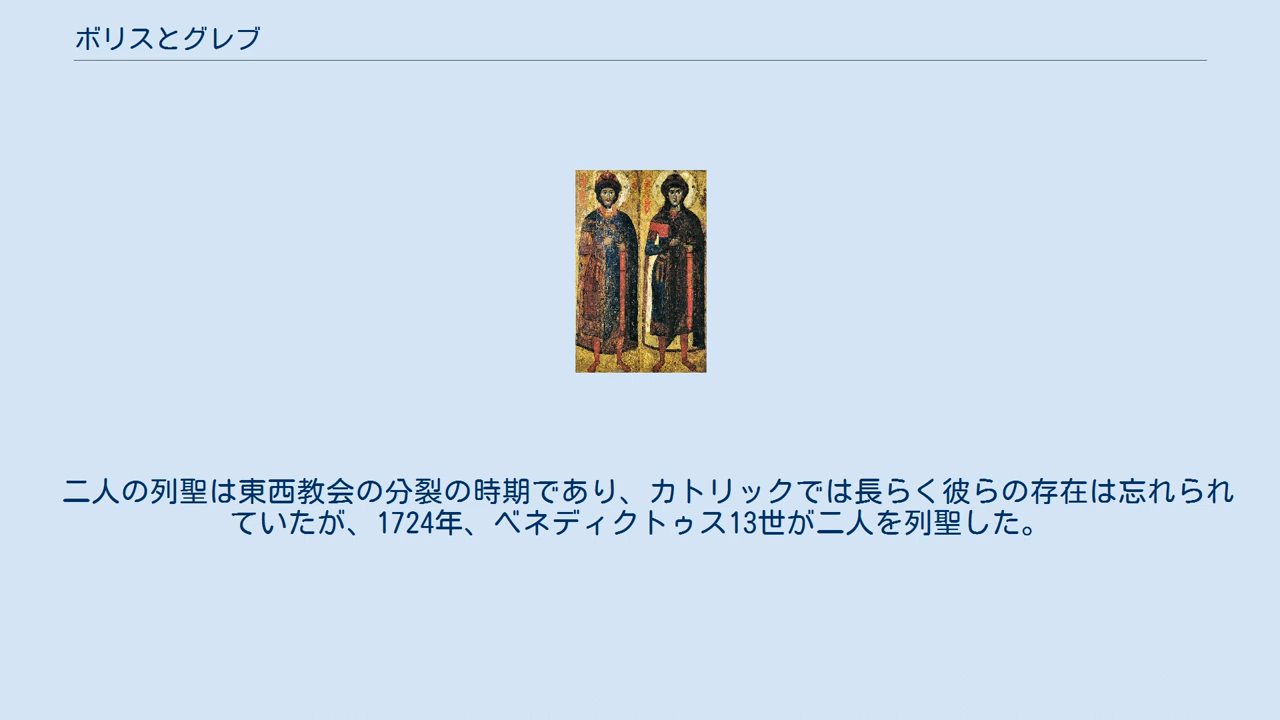 ボリスとグレブ
二人の列聖は東西教会の分裂の時期であり、カトリックでは長らく彼らの存在は忘れられ
ていたが、1724年、ベネディクトゥス13世が二人を列聖した。